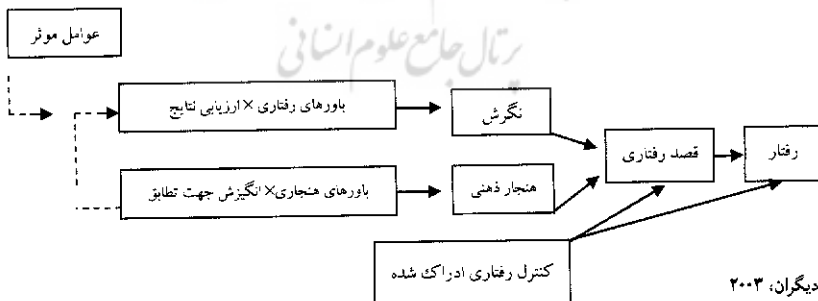 عوامل موثر
پرتال جامع علوم انسانی
باورهای رفتاری × ارزیابی نتایج
نگرش
قصد رفتاری
رفتار
باورهای هنجاری× انگیزش جهت تطابق
هنجار ذهنی
کنترل رفتاری ادراک شده
دیگران، ۲۰۰۳